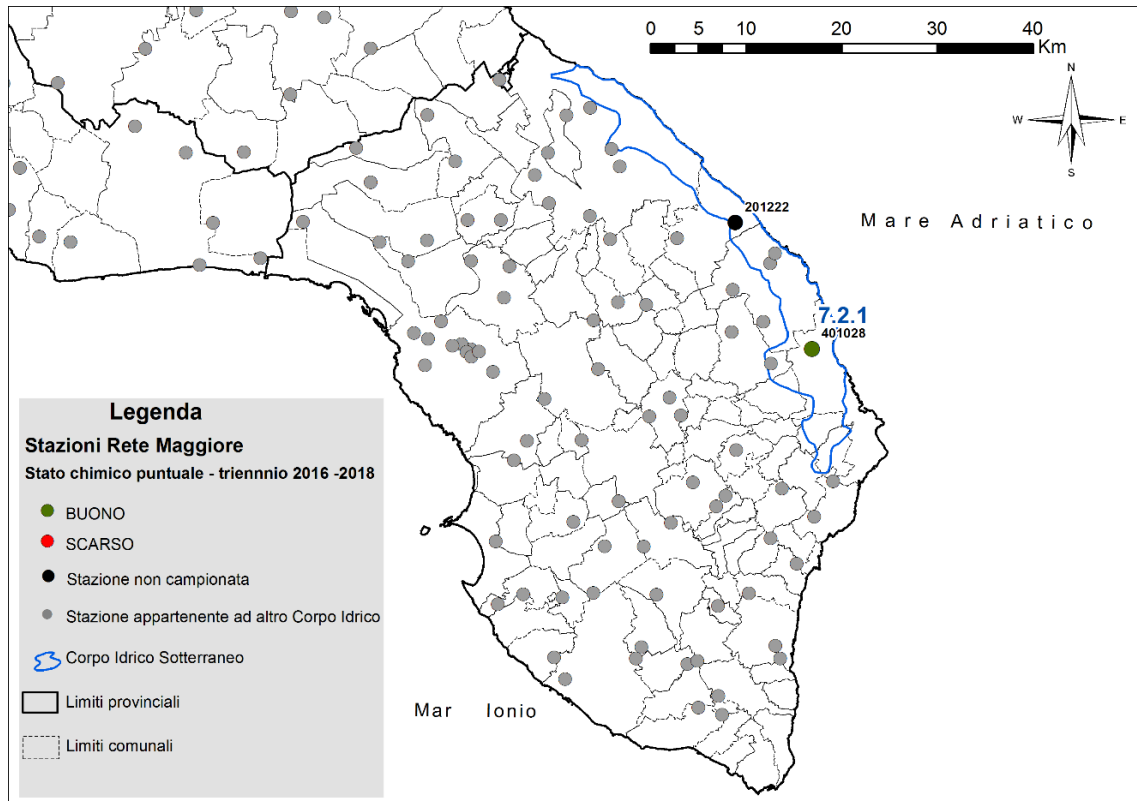 0 5 10 20 30 40
Km
N
W E
S
201222
Mare Adriatico
7.2.1
401028
Legenda
Stazioni Rete Maggiore
Stato chimico puntuale - triennnio 2016 -2018
BUONO
SCARSO
Stazione non campionata
Stazione appartenente ad altro Corpo Idrico
Corpo Idrico Sotterraneo
Limiti provinciali
Limiti comunali
Mar Ionio